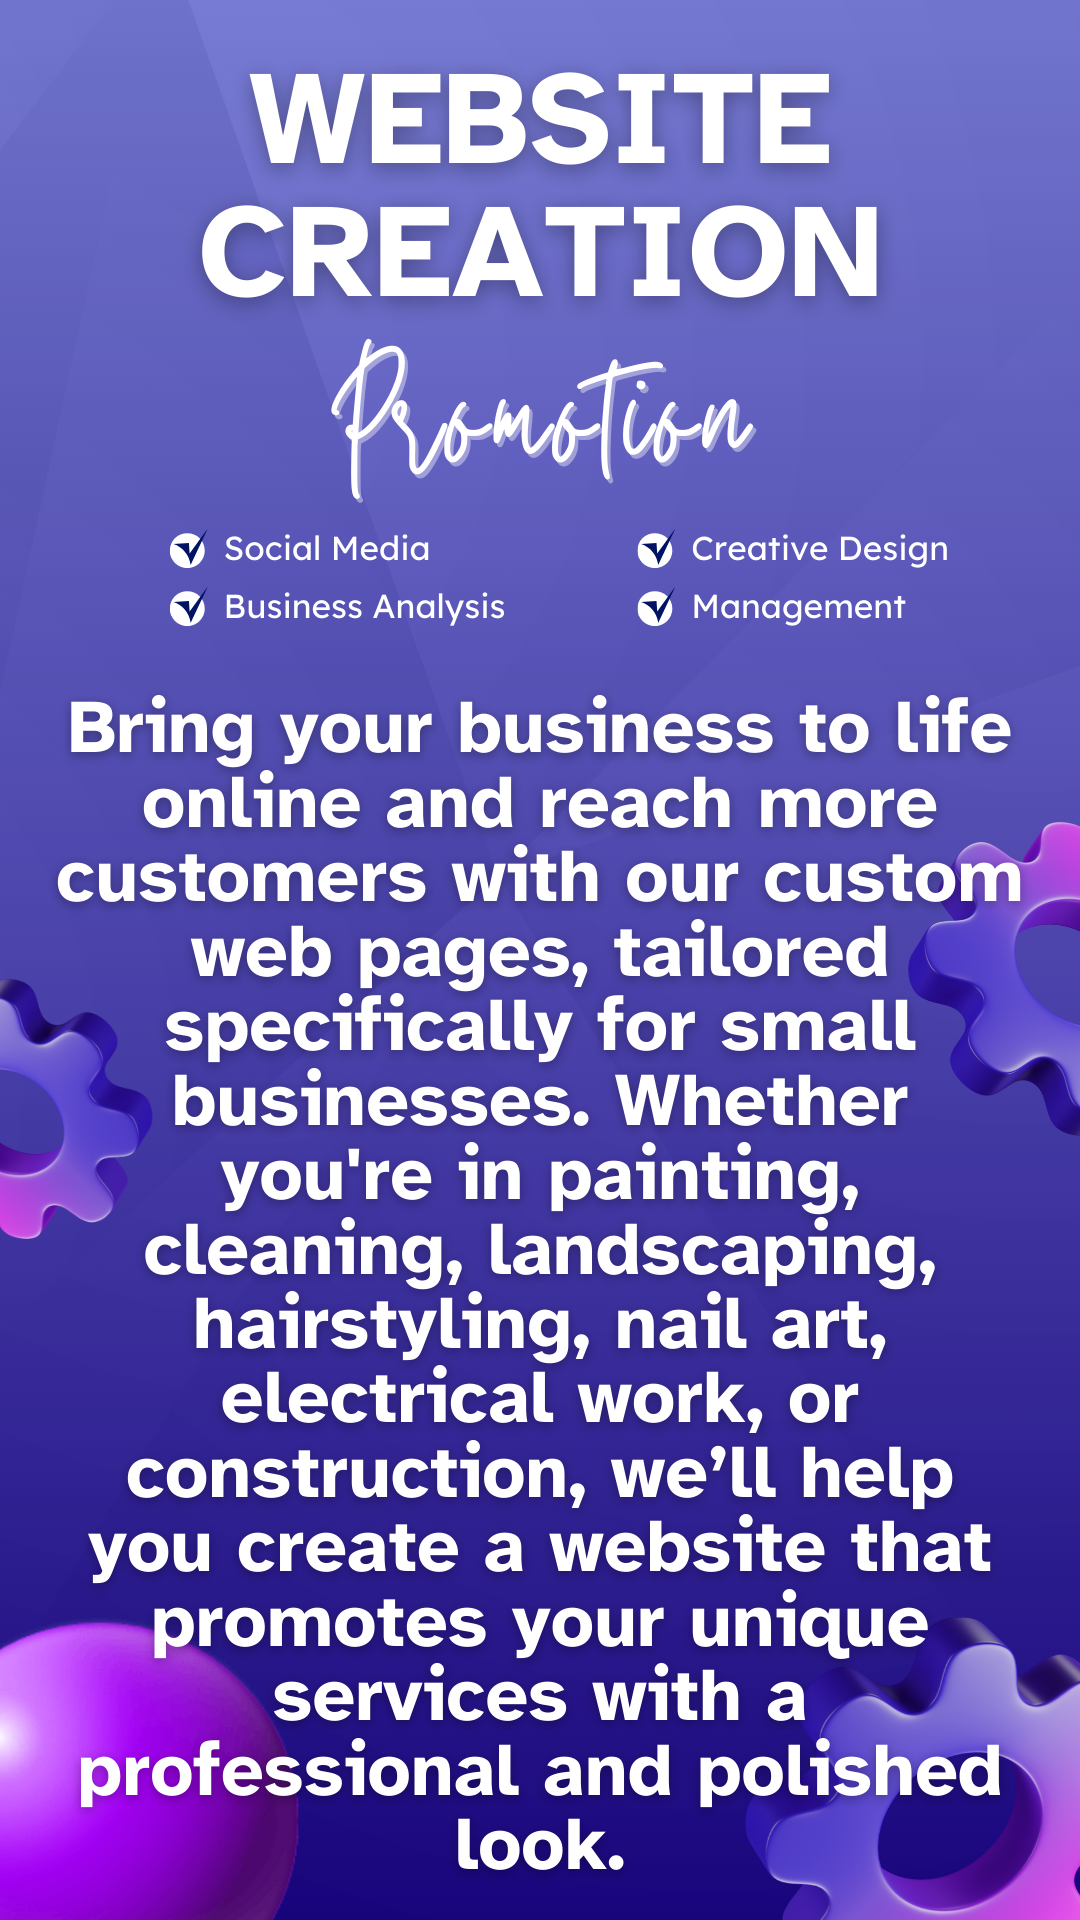 WEBSITE
CREATION
Promotion
Social Media
Creative Design
Business Analysis
Management
Bring your business to life
online and reach more
customers with our custom
web pages, tailored
specifically for small
businesses. Whether
you're in painting,
cleaning, landscaping,
hairstyling, nail art,
electrical work, or
construction, we’ll help
you create a website that
promotes your unique
services with a
professional and polished
look.